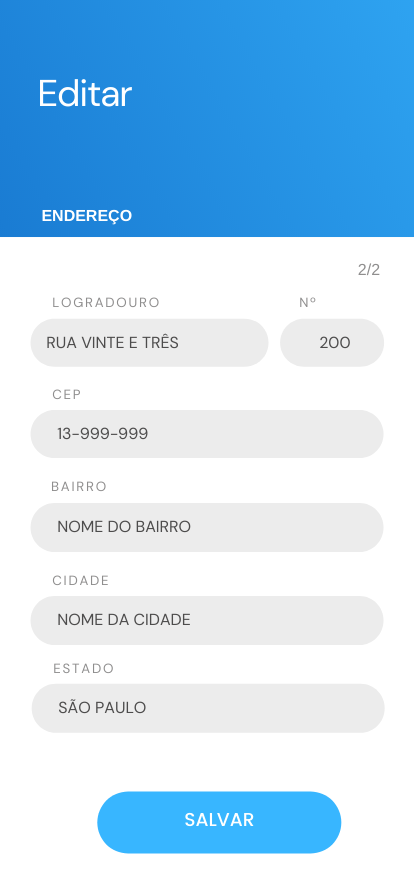 Editar
ENDEREÇO
2/2
LOGRADOURO Nº
RUA VINTE E TRÊS 200
CEP
13-999-999
BAIRRO
NOME DO BAIRRO
CIDADE
NOME DA CIDADE
ESTADO
SÃO PAULO
SALVAR